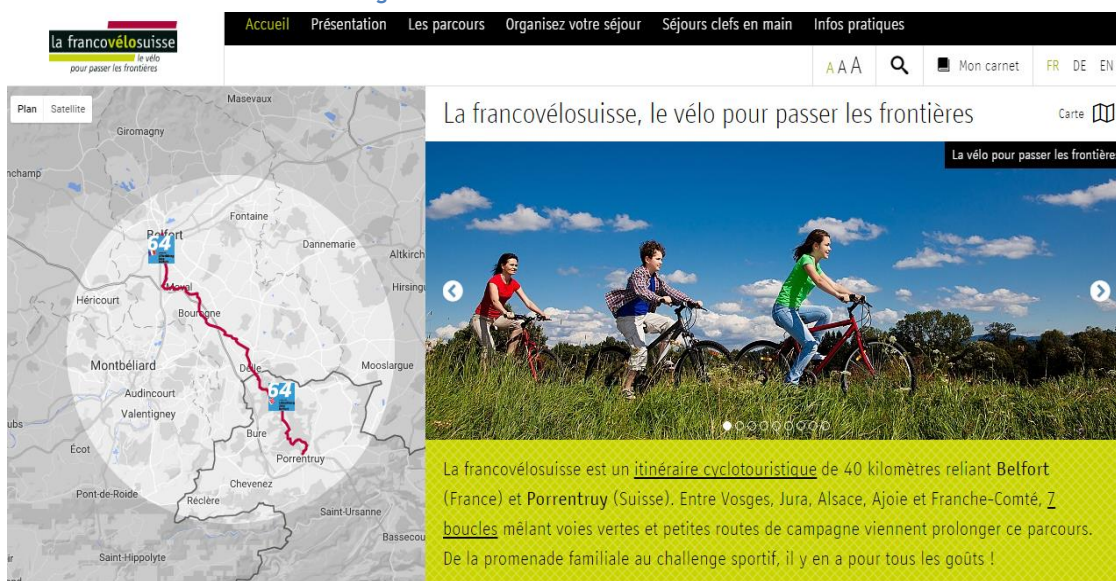 Accueil Présentation Les parcours Organisez votre séjour Séjours clefs en main Infos pratiques
la francovélosuisse
le vélo
pour passer les frontières
A A A Mon carnet FR DE EN
Plan Satellite
La francovélosuisse, le vélo pour passer les frontières
Carte
La vélo pour passer les frontière
Masevaux
Giromagny
nchamp
Fontaine
Belfort
64
Dannemarie
Altkirch
Hirsing
Moval
Héricourt
Bourogne
Montbéliard
Delle
Mooslargue
Audincourt
64
Valentigney
ubs
Bure
Écot
Porrentruy
Chevenez
Pont-de-Roide
Réclère
Saint-Ursanne
Bassecou
Saint-Hippolyte
La francovélosuisse est un itinéraire cyclotouristique de 40 kilomètres reliant Belfort
(France) et Porrentruy (Suisse). Entre Vosges, Jura, Alsace, Ajoie et Franche-Comté, 7
boucles mêlant voies vertes et petites routes de campagne viennent prolonger ce parcours.
De la promenade familiale au challenge sportif, il y en a pour tous les goûts !